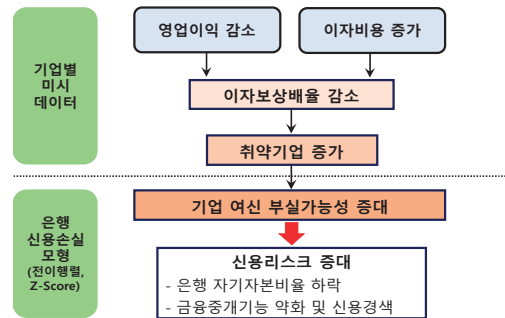 영업이익 감소
이자비용 증가
기업별
미시
데이터
이자보상배율 감소
취약기업 증가
은행
신용손실
모형
(전이행렬,
Z-Score)
기업 여신 부실가능성 증대
신용리스크 증대
- 은행 자기자본비율 하락
- 금융중개기능 약화 및 신용경색